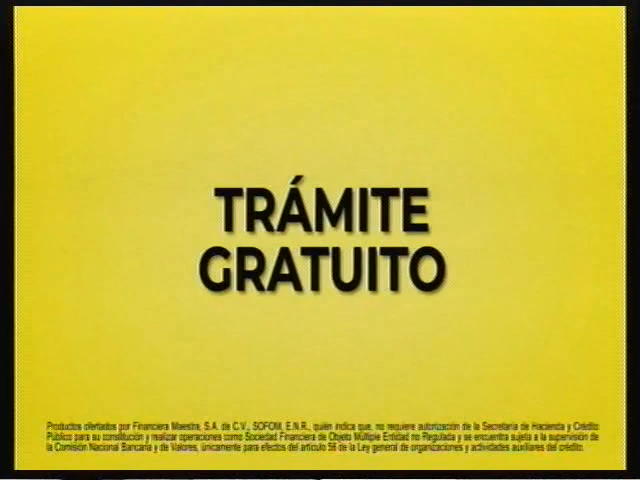 TRÁMITE
GRATUITO
Productos ofertados por Financiera Maestra, S.A. de C.V., SOFOM, E.N.R., quién indica que, no requiere autorización de la Secretaría de Hacienda y Crédito
Público para su constitución y realizar operaciones como Sociedad Financiera de Objeto Múltiple Entidad no Regulada y se encuentra sujeta a la supervisión de
la Comisión Nacional Bancaria y de Valores, únicamente para efectos del artículo 56 de la Ley general de organizaciones y actividades auxiliares del crédito.